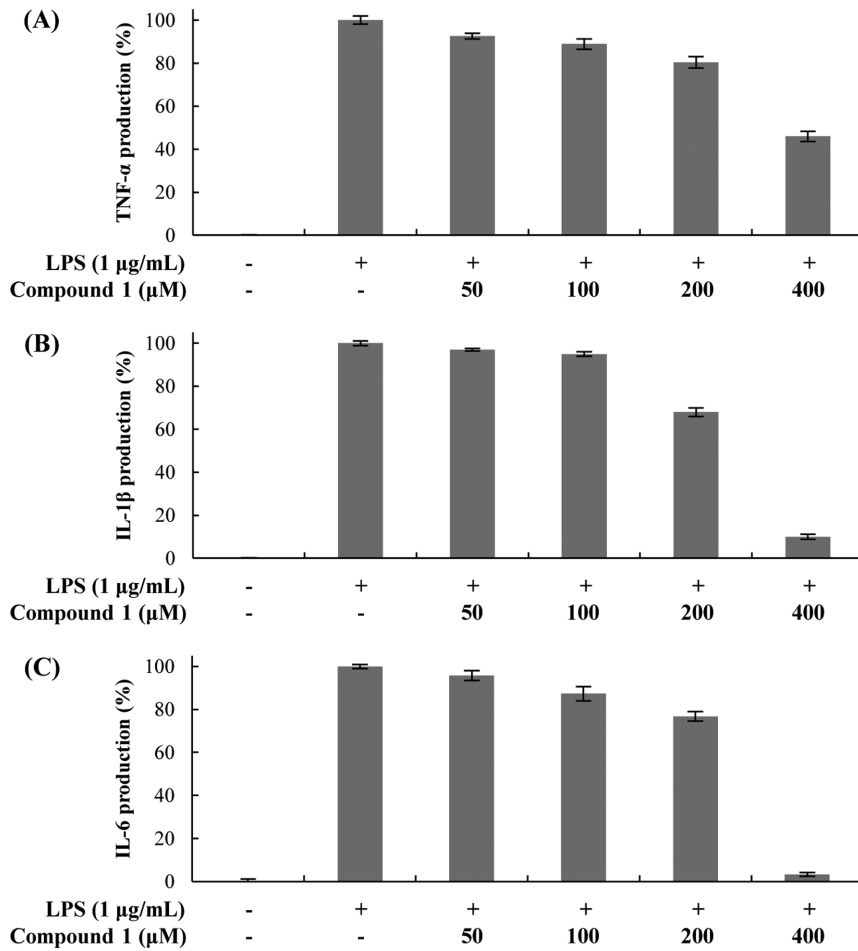 (A)
TNF-α production (%)
100
80
60
40
20
0
LPS (1 μg/mL) - + + + + +
Compound 1 (μM) - - 50 100 200 400
(B)
IL-1β production (%)
100
80
60
40
20
0
LPS (1 μg/mL) - + + + + +
Compound 1 (μM) - - 50 100 200 400
(C)
IL-6 production (%)
100
80
60
40
20
0
LPS (1 μg/mL) - + + + + +
Compound 1 (μM) - - 50 100 200 400